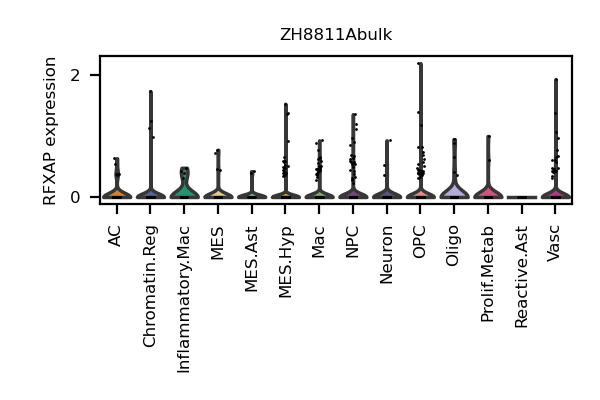 ZH8811Abulk
RFXAP expression
2
0
AC
Chromatin.Reg
Inflammatory.Mac
MES
MES.Ast
MES.Hyp
Mac
NPC
Neuron
OPC
Oligo
Prolif.Metab
Reactive.Ast
Vasc